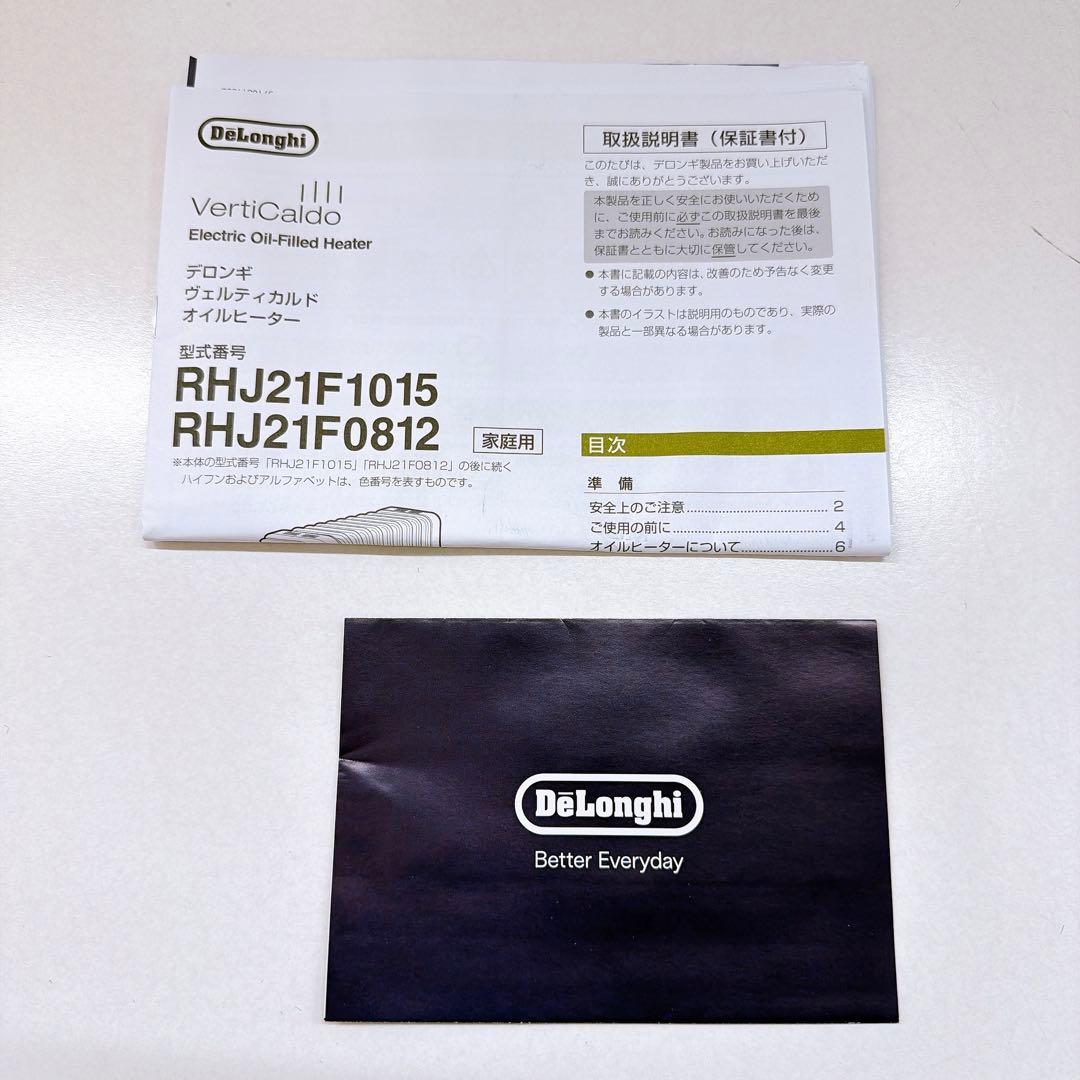 DēLonghi
VertiCaldo
Electric Oil-Filled Heater
デロンギ
ヴェルティカルド
オイルヒーター
型式番号
RHJ21F1015
RHJ21F0812
家庭用
※本体の型式番号「RHJ21F1015」「RHJ21F0812」の後に続く
ハイフンおよびアルファベットは、色番号を表すものです。
取扱説明書（保証書付）
このたびは、デロンギ製品をお買い上げいただ
き、誠にありがとうございます。
本製品を正しく安全にお使いいただくため
に、ご使用前に必ずこの取扱説明書を最後
までお読みください。お読みになった後は、
保証書とともに大切に保管してください。
● 本書に記載の内容は、改善のため予告なく変更
する場合があります。
● 本書のイラストは説明用のものであり、実際の
製品と一部異なる場合があります。
目次
準 備
安全上のご注意 ................................... 2
ご使用の前に ....................................... 4
オイルヒーターについて ....................... 6
DēLonghi
Better Everyday